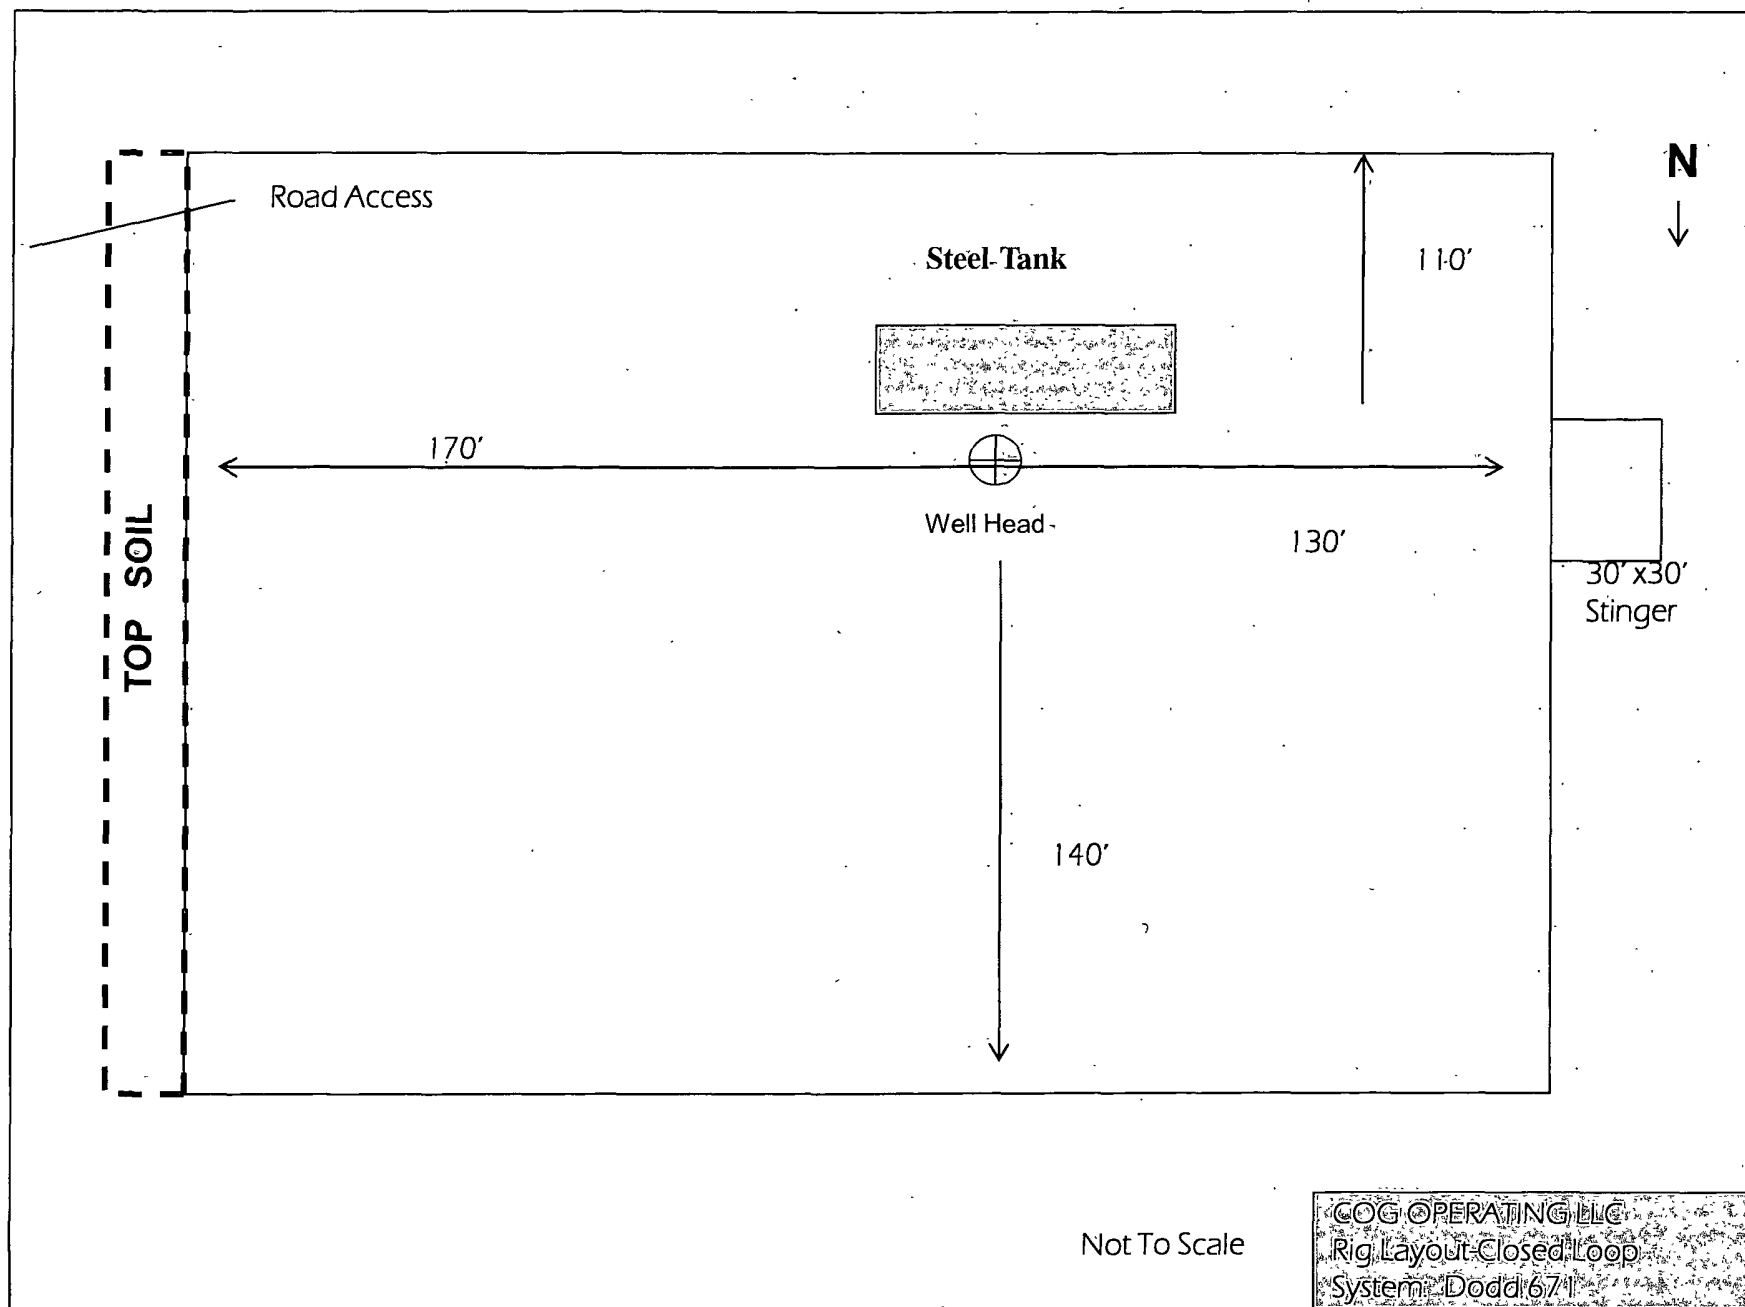 N
Road Access
Steel Tank
110'
170'
Well Head
130'
TOP SOIL
30' x30'
Stinger
140'
Not To Scale
COG OPERATING LLC
Rig Layout-Closed Loop
System: Dodd 671